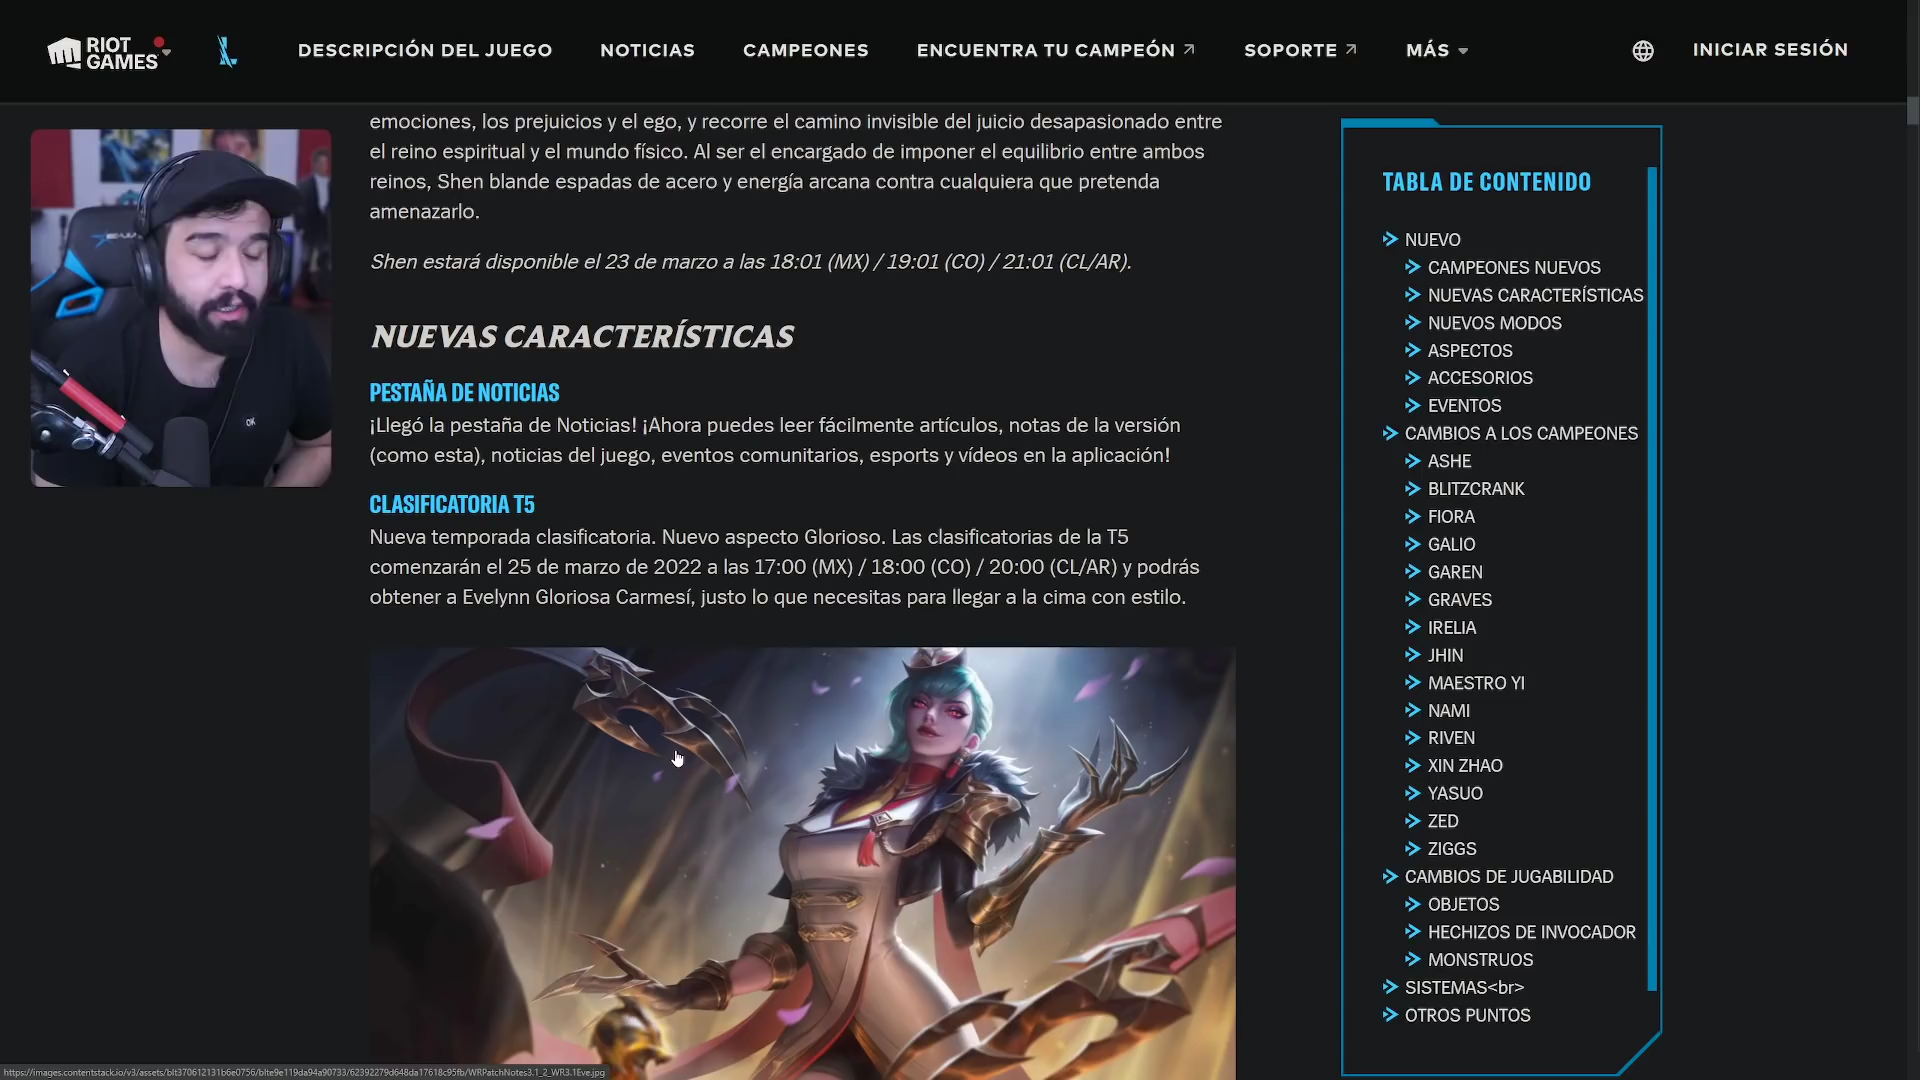 RIOT
GAMES
DESCRIPCIÓN DEL JUEGO
NOTICIAS
CAMPEONES
ENCUENTRA TU CAMPEÓN
SOPORTE
MÁS
INICIAR SESIÓN
emociones, los prejuicios y el ego, y recorre el camino invisible del juicio desapasionado entre
el reino espiritual y el mundo físico. Al ser el encargado de imponer el equilibrio entre ambos
reinos, Shen blande espadas de acero y energía arcana contra cualquiera que pretenda
amenazarlo.
Shen estará disponible el 23 de marzo a las 18:01 (MX) / 19:01 (CO) / 21:01 (CL/AR).
NUEVAS CARACTERÍSTICAS
PESTAÑA DE NOTICIAS
¡Llegó la pestaña de Noticias! ¡Ahora puedes leer fácilmente artículos, notas de la versión
(como esta), noticias del juego, eventos comunitarios, esports y vídeos en la aplicación!
CLASIFICATORIA T5
Nueva temporada clasificatoria. Nuevo aspecto Glorioso. Las clasificatorias de la T5
comenzarán el 25 de marzo de 2022 a las 17:00 (MX) / 18:00 (CO) / 20:00 (CL/AR) y podrás
obtener a Evelynn Gloriosa Carmesí, justo lo que necesitas para llegar a la cima con estilo.
TABLA DE CONTENIDO
NUEVO
CAMPEONES NUEVOS
NUEVAS CARACTERÍSTICAS
NUEVOS MODOS
ASPECTOS
ACCESORIOS
EVENTOS
CAMBIOS A LOS CAMPEONES
ASHE
BLITZCRANK
FIORA
GALIO
GAREN
GRAVES
IRELIA
JHIN
MAESTRO YI
NAMI
RIVEN
XIN ZHAO
YASUO
ZED
ZIGGS
CAMBIOS DE JUGABILIDAD
OBJETOS
HECHIZOS DE INVOCADOR
MONSTRUOS
SISTEMAS<br>
OTROS PUNTOS
OK
https://images.contentstack.io/v3/assets/blt370612131b6e0756/blte9e119da94a90733/62392279d648da17618c95fb/WRPatchNotes3.1_2_WR3.1Eve.jpg